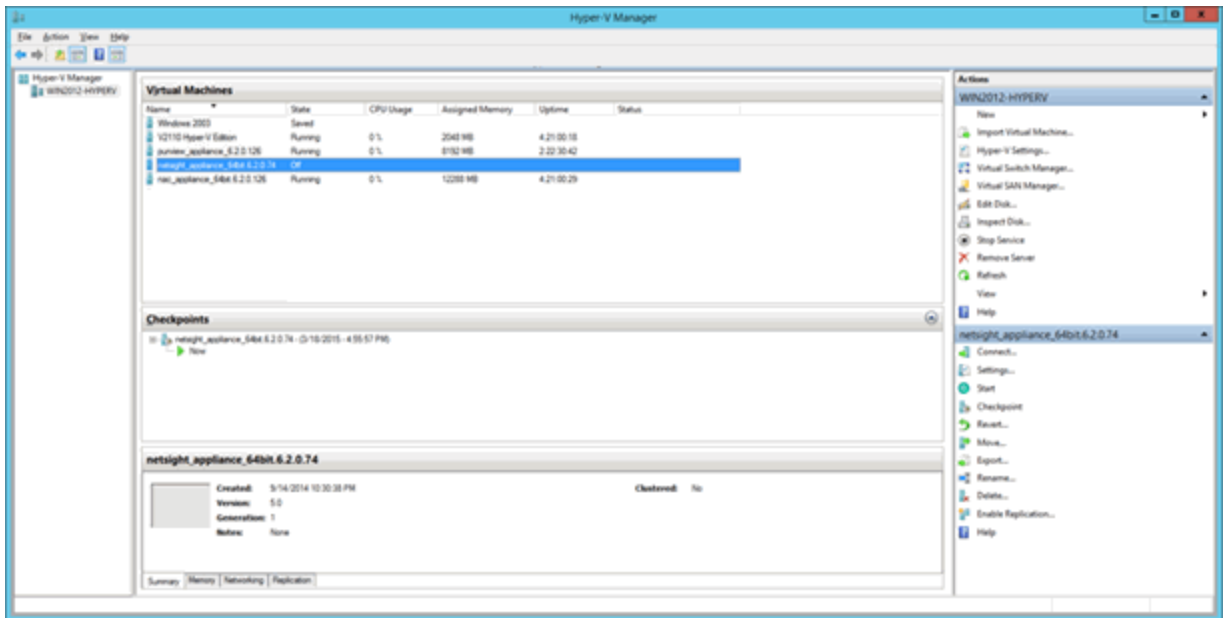 Hyper-V Manager
File Action View Help
Hyper-V Manager
WIN2012-HYPERV
Virtual Machines
Name State CPU Usage Assigned Memory Uptime Status
Windows 2003 Saved
V2110 Hyper-V Edition Running 0 % 2048 MB 4.21:00:18
purview_appliance_6.2.0.126 Running 0 % 8192 MB 2.22:30:42
netsight_appliance_64bit.6.2.0.74 Off
nac_appliance_64bit.6.2.0.126 Running 0 % 12288 MB 4.21:00:29
Checkpoints
netsight_appliance_64bit.6.2.0.74 - (3/18/2015 - 4:55:57 PM)
Now
netsight_appliance_64bit.6.2.0.74
Created: 9/14/2014 10:30:38 PM Clustered: No
Version: 5.0
Generation: 1
Notes: None
Summary Memory Networking Replication
Actions
WIN2012-HYPERV
New
Import Virtual Machine...
Hyper-V Settings...
Virtual Switch Manager...
Virtual SAN Manager...
Edit Disk...
Inspect Disk...
Stop Service
Remove Server
Refresh
View
Help
netsight_appliance_64bit.6.2.0.74
Connect...
Settings...
Start
Checkpoint
Revert...
Move...
Export...
Rename...
Delete...
Enable Replication...
Help